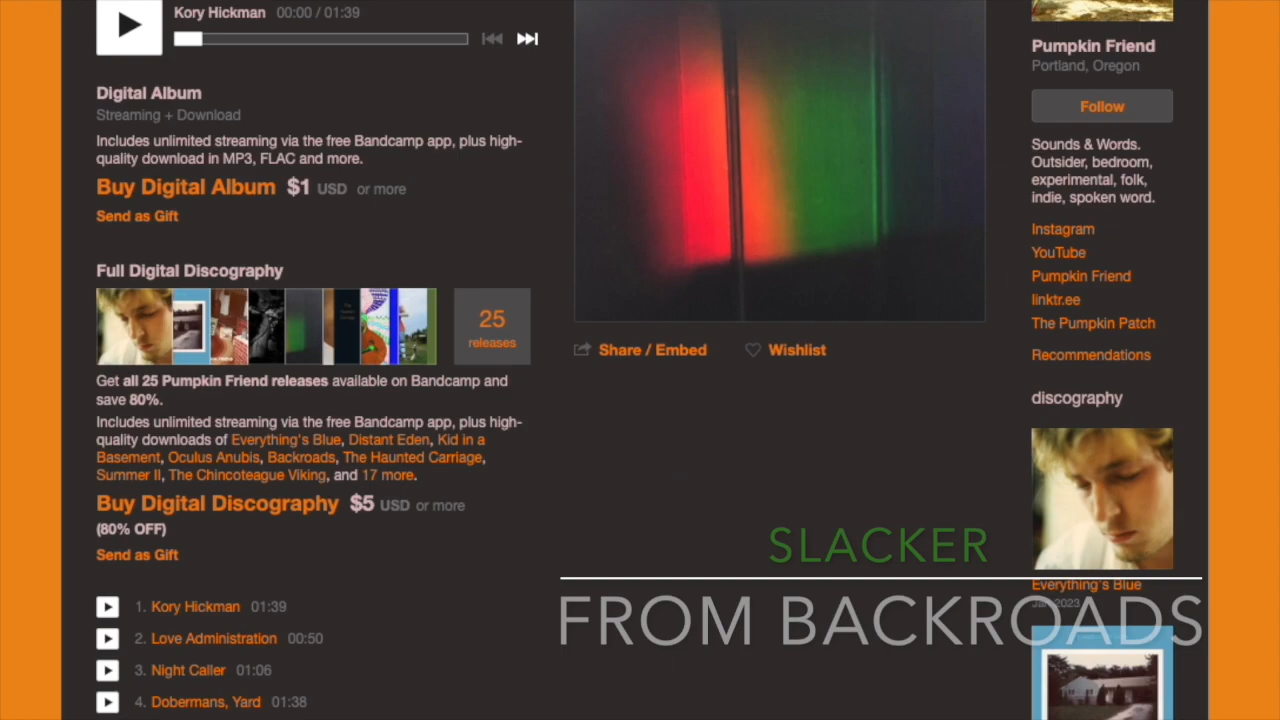 Kory Hickman 00:00 / 01:39
Digital Album
Streaming + Download
Includes unlimited streaming via the free Bandcamp app, plus high-
quality download in MP3, FLAC and more.
Buy Digital Album $1 USD or more
Send as Gift
Full Digital Discography
25
releases
Get all 25 Pumpkin Friend releases available on Bandcamp and
save 80%.
Includes unlimited streaming via the free Bandcamp app, plus high-
quality downloads of Everything's Blue, Distant Eden, Kid in a
Basement, Oculus Anubis, Backroads, The Haunted Carriage,
Summer II, The Chincoteague Viking, and 17 more.
Buy Digital Discography $5 USD or more
(80% OFF)
Send as Gift
1. Kory Hickman 01:39
2. Love Administration 00:50
3. Night Caller 01:06
4. Dobermans, Yard 01:38
Share / Embed
Wishlist
SLACKER
FROM BACKROADS
Pumpkin Friend
Portland, Oregon
Follow
Sounds & Words.
Outsider, bedroom,
experimental, folk,
indie, spoken word.
Instagram
YouTube
Pumpkin Friend
linktr.ee
The Pumpkin Patch
Recommendations
discography
Everything's Blue
Jan 2023